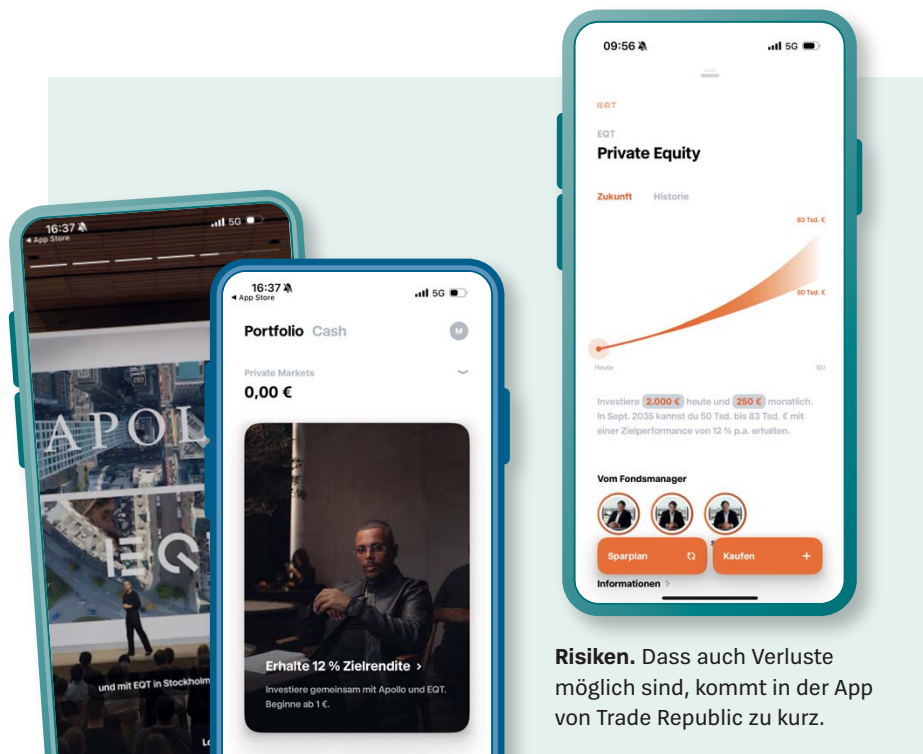 16:37
App Store
5G
APOL
EQ
und mit EQT in Stockholm
16:37
App Store
5G
Portfolio Cash
M
Private Markets
0,00 €
Erhalte 12 % Zielrendite >
Investiere gemeinsam mit Apollo und EQT.
Beginne ab 1 €.
09:56
5G
EQT
EQT
Private Equity
Zukunft Historie
83 Tsd. €
50 Tsd. €
Heute
10J
Investiere 2.000 € heute und 250 € monatlich.
In Sept. 2035 kannst du 50 Tsd. bis 83 Tsd. € mit
einer Zielperformance von 12 % p.a. erhalten.
Vom Fondsmanager
Sparplan
Kaufen +
Informationen >
Risiken. Dass auch Verluste
möglich sind, kommt in der App
von Trade Republic zu kurz.